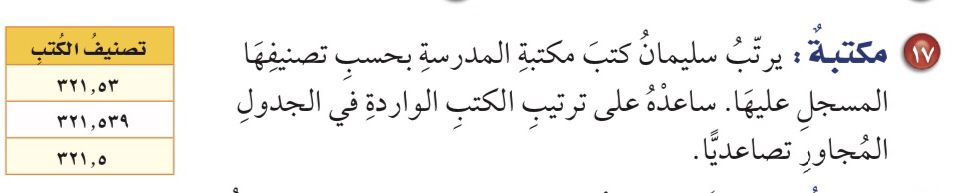 ١٧ مكتبةٌ : يرتّبُ سليمانُ كتبَ مكتبةِ المدرسةِ بحسبِ تصنيفِهَا
المسجلِ عليهَا. ساعدْهُ على ترتيبِ الكتبِ الواردةِ في الجدولِ
المُجاورِ تصاعديًّا.
تصنيفُ الكُتبِ
٣٢١,٥٣
٣٢١,٥٣٩
٣٢١,٥